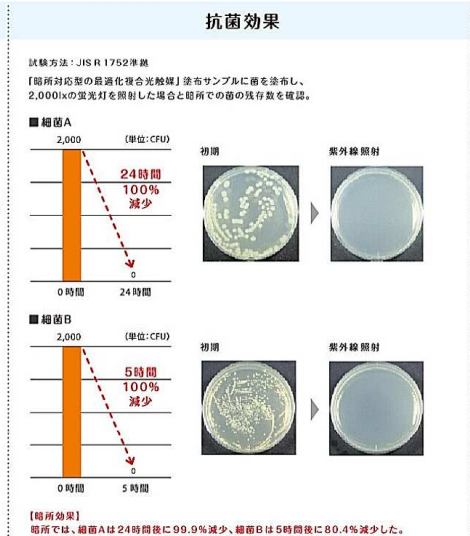 抗菌効果
試験方法：JIS R 1752準拠
「暗所対応型の最適化複合光触媒」塗布サンプルに菌を塗布し、
2,000lxの蛍光灯を照射した場合と暗所での菌の残存数を確認。
■細菌A
2,000 (単位：CFU)
24時間
100%
減少
0
0時間 24時間
初期 紫外線照射
■細菌B
2,000 (単位：CFU)
5時間
100%
減少
0
0時間 5時間
初期 紫外線照射
【暗所効果】
暗所では、細菌Aは24時間後に99.9%減少、細菌Bは5時間後に80.4%減少した。